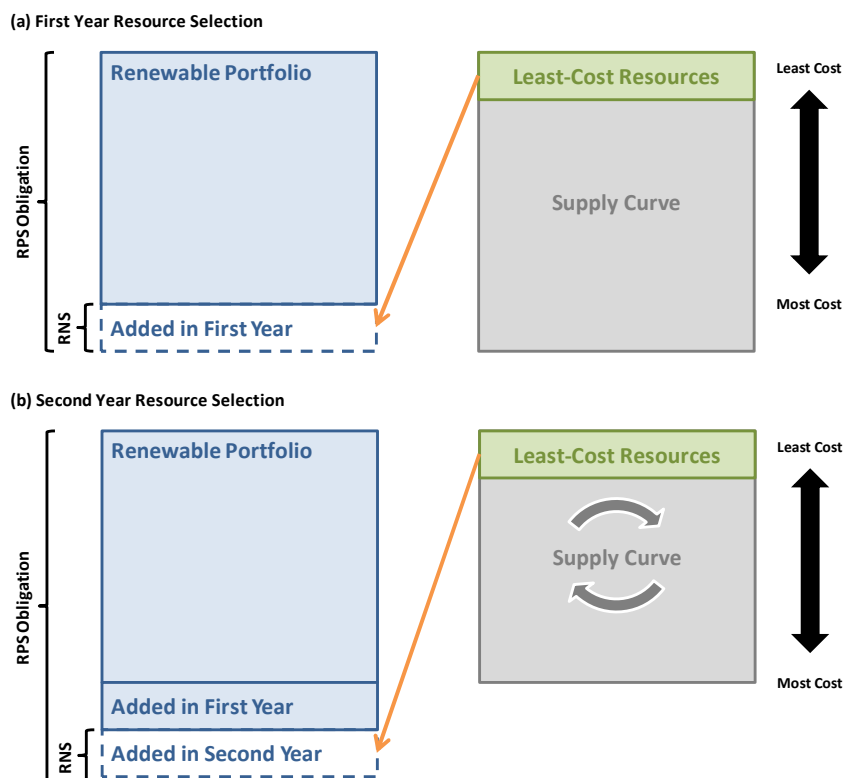 (a) First Year Resource Selection
Renewable Portfolio
Least-Cost Resources
Least Cost
RPS Obligation
Supply Curve
Most Cost
RNS
Added in First Year
(b) Second Year Resource Selection
Renewable Portfolio
Least-Cost Resources
Least Cost
RPS Obligation
Supply Curve
Most Cost
Added in First Year
RNS
Added in Second Year